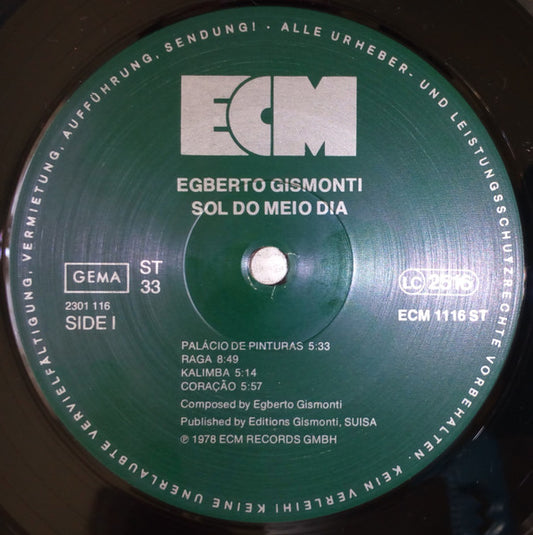 ALLE URHEBER- UND LEISTUNGSSCHUTZRECHTE VORBEHALTEN. KEIN VERLEIH! KEINE UNERLAUBTE VERVIELFÄLTIGUNG, VERMIETUNG, AUFFÜHRUNG, SENDUNG! ·
ECM
EGBERTO GISMONTI
SOL DO MEIO DIA
GEMA
ST
33
2301 116
SIDE I
LC 2516
ECM 1116 ST
PALÁCIO DE PINTURAS 5:33
RAGA 8:49
KALIMBA 5:14
CORAÇÃO 5:57
Composed by Egberto Gismonti
Published by Editions Gismonti, SUISA
℗ 1978 ECM RECORDS GMBH